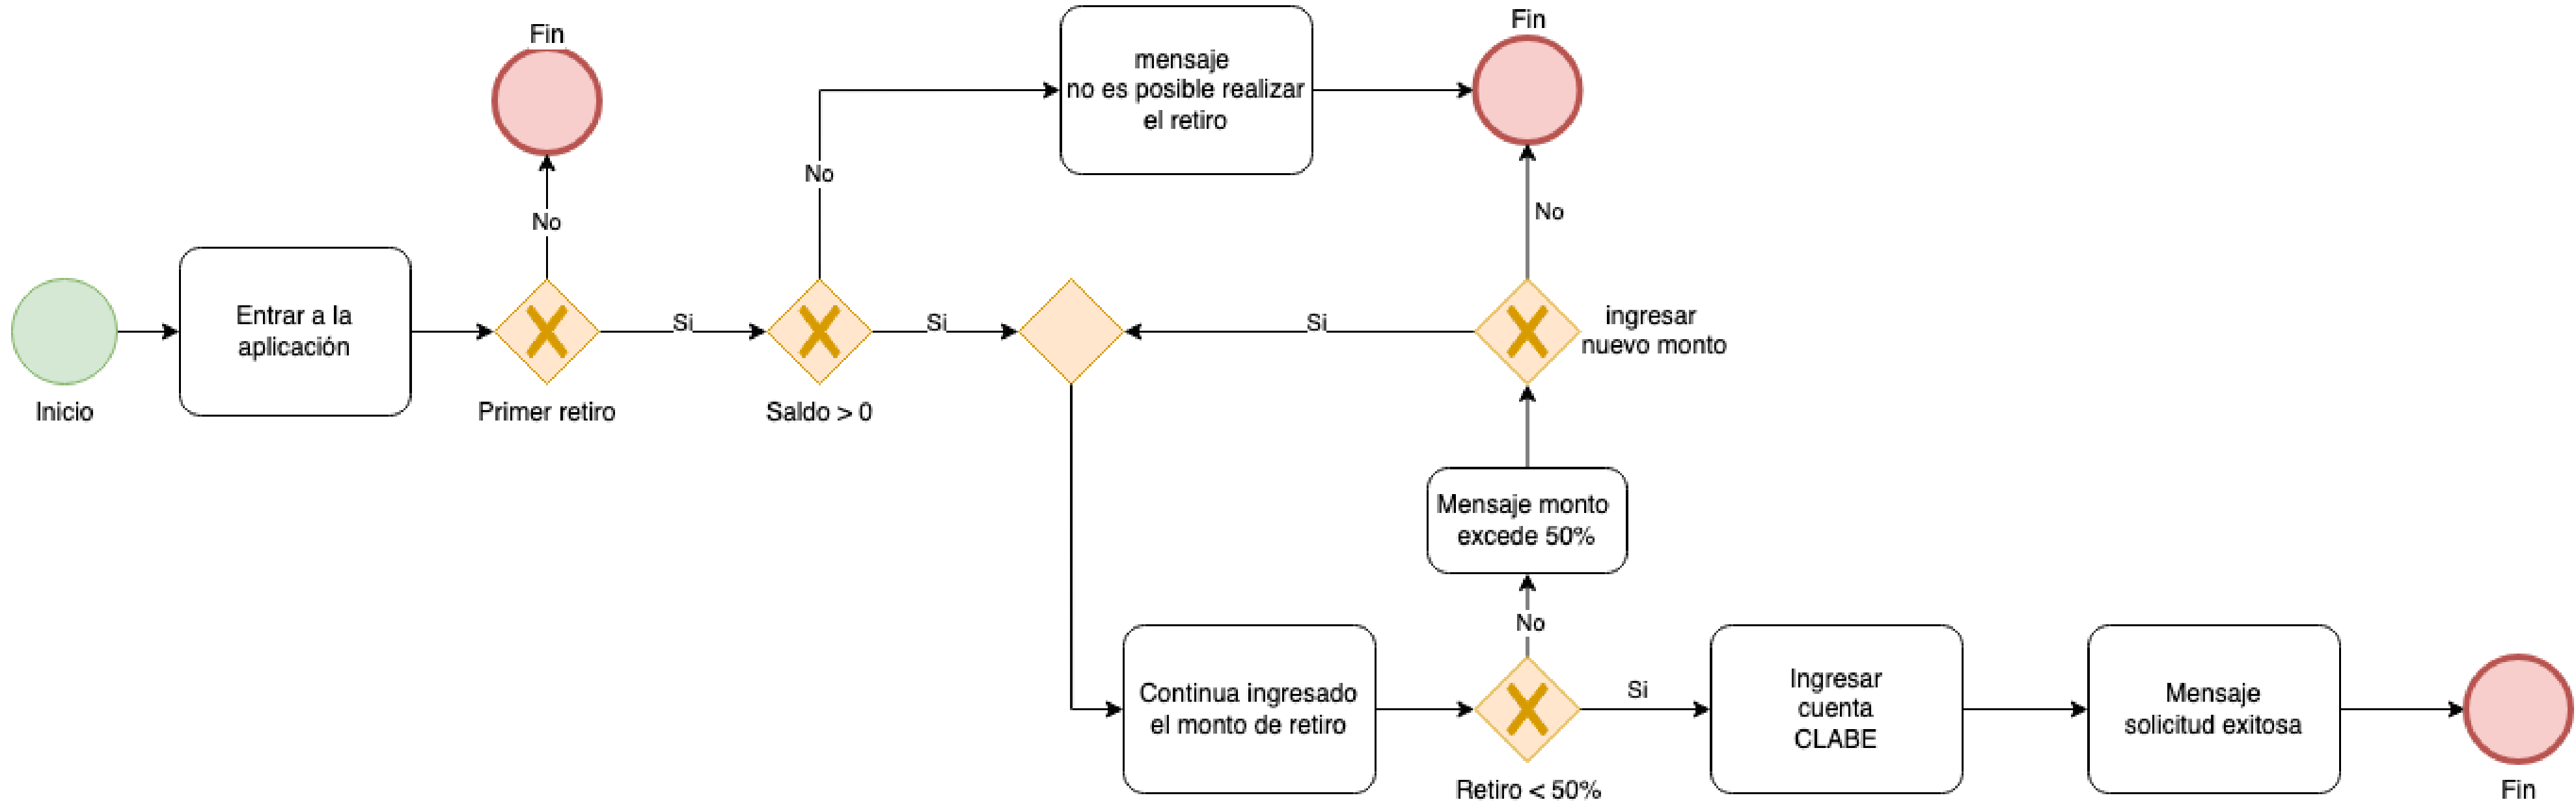 Fin
Fin
mensaje
no es posible realizar
el retiro
No
No
No
Entrar a la
aplicación
Si
Si
Si
ingresar
nuevo monto
Inicio
Primer retiro
Saldo > 0
Mensaje monto
excede 50%
No
Continua ingresado
el monto de retiro
Si
Ingresar
cuenta
CLABE
Mensaje
solicitud exitosa
Retiro < 50%
Fin